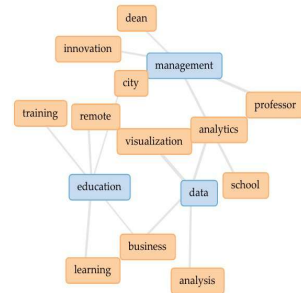 dean
innovation
management
city
professor
training
remote
analytics
visualization
education
data
school
business
learning
analysis